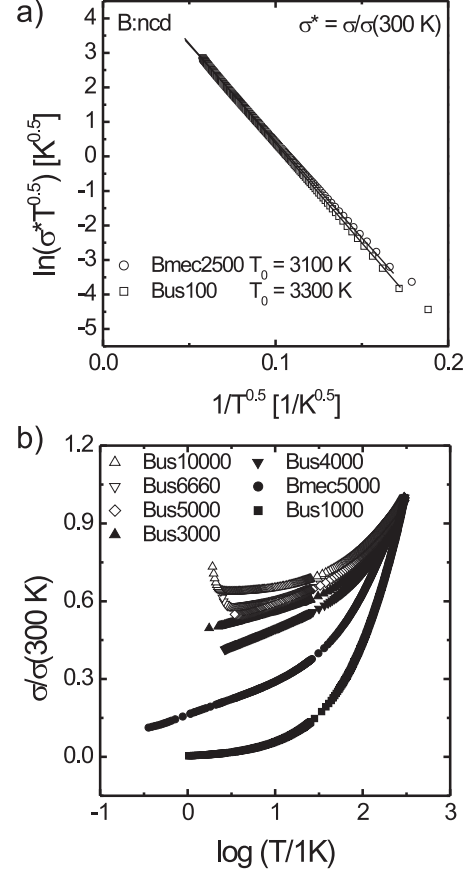 a)
B:ncd σ* = σ/σ(300 K)
4
3
2
1
0
-1
-2
-3
-4
-5
ln(σ*T^0.5) [K^0.5]
Bmec2500 T_0 = 3100 K
Bus100 T_0 = 3300 K
0.0 0.1 0.2
1/T^0.5 [1/K^0.5]
b)
1.2
0.9
0.6
0.3
0.0
σ/σ(300 K)
Bus10000 Bus4000
Bus6660 Bmec5000
Bus5000 Bus1000
Bus3000
-1 0 1 2 3
log (T/1K)